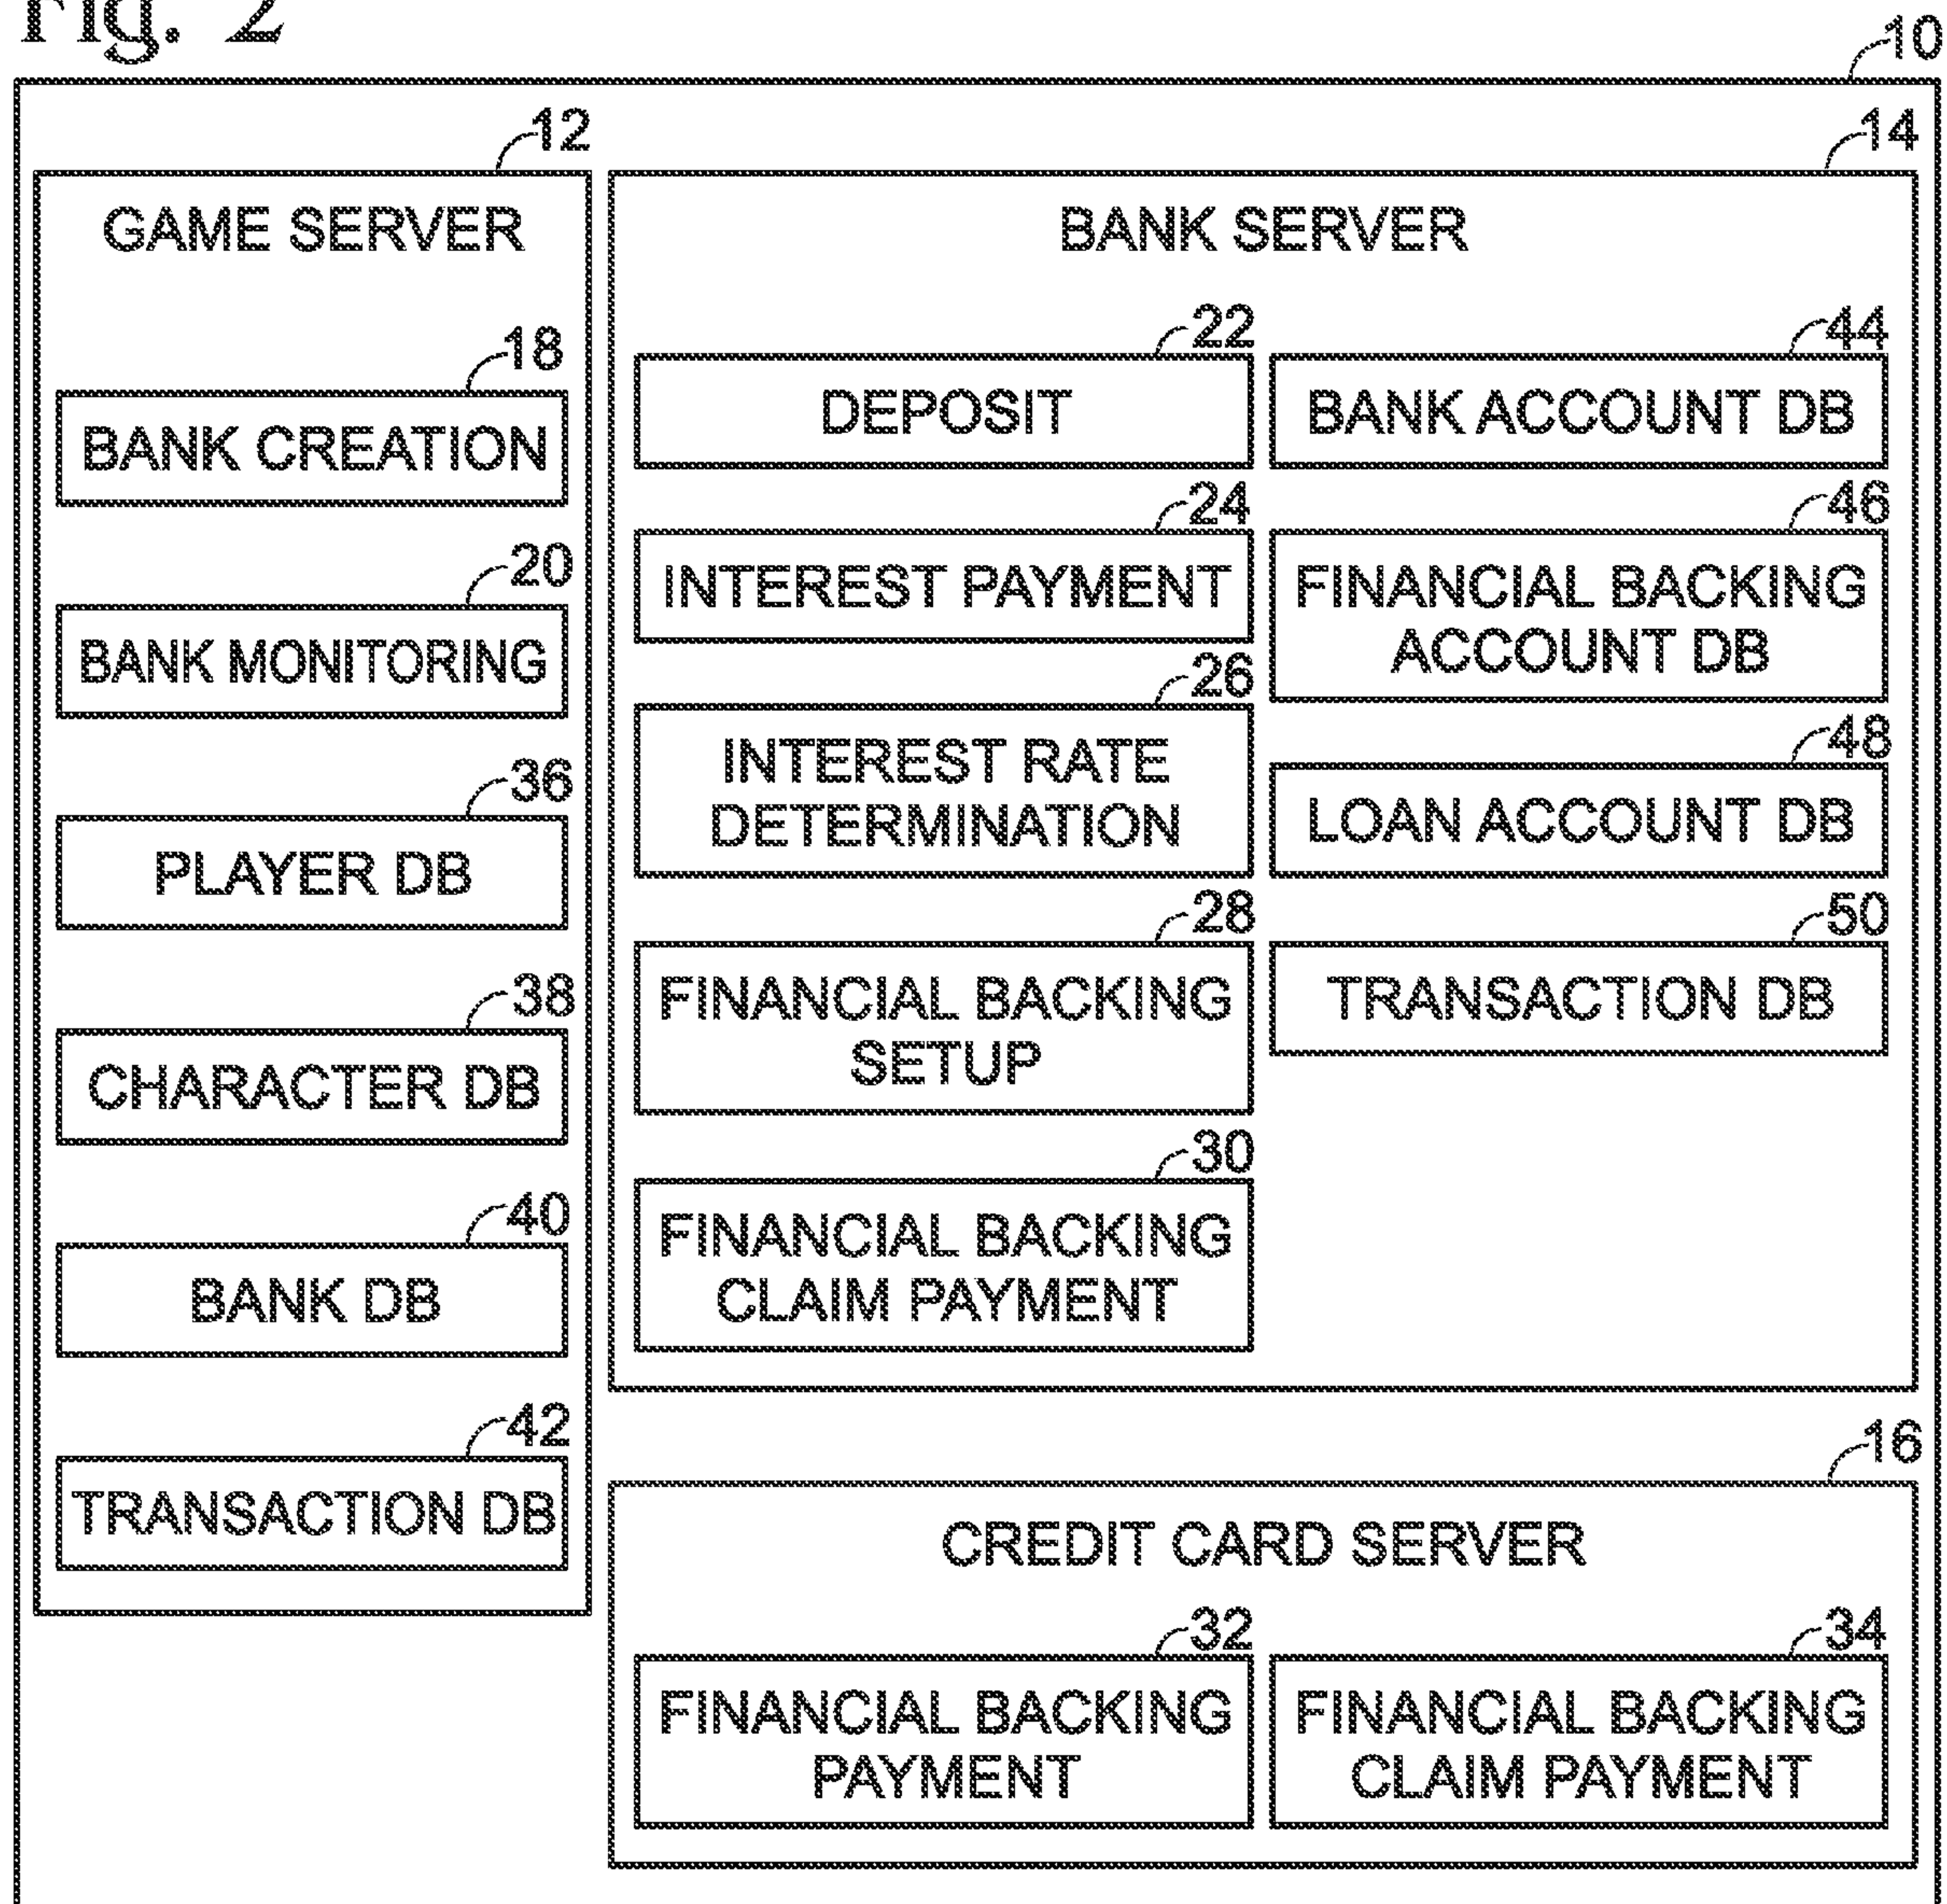 Fig. 2
10
12
GAME SERVER
18
BANK CREATION
20
BANK MONITORING
36
PLAYER DB
38
CHARACTER DB
40
BANK DB
42
TRANSACTION DB
14
BANK SERVER
22
DEPOSIT
24
INTEREST PAYMENT
26
INTEREST RATE
DETERMINATION
28
FINANCIAL BACKING
SETUP
30
FINANCIAL BACKING
CLAIM PAYMENT
44
BANK ACCOUNT DB
46
FINANCIAL BACKING
ACCOUNT DB
48
LOAN ACCOUNT DB
50
TRANSACTION DB
16
CREDIT CARD SERVER
32
FINANCIAL BACKING
PAYMENT
34
FINANCIAL BACKING
CLAIM PAYMENT